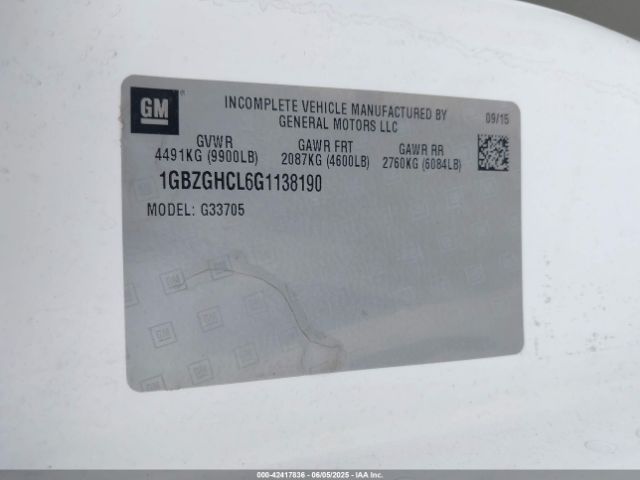 GM
INCOMPLETE VEHICLE MANUFACTURED BY
GENERAL MOTORS LLC
09/15
GVWR GAWR FRT GAWR RR
4491KG (9900LB) 2087KG (4600LB) 2760KG (6084LB)
1GBZGHCL6G1138190
MODEL: G33705
000-42417836 - 06/05/2025 - IAA Inc.